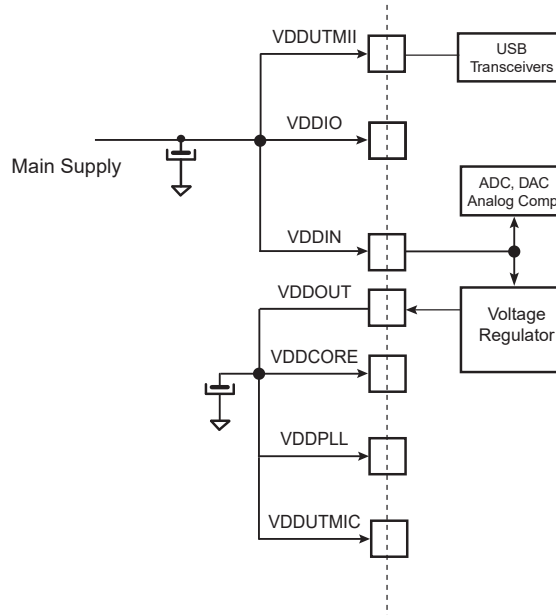 VDDUTMII
USB
Transceivers
VDDIO
Main Supply
ADC, DAC
Analog Comp.
VDDIN
VDDOUT
Voltage
Regulator
VDDCORE
VDDPLL
VDDUTMIC